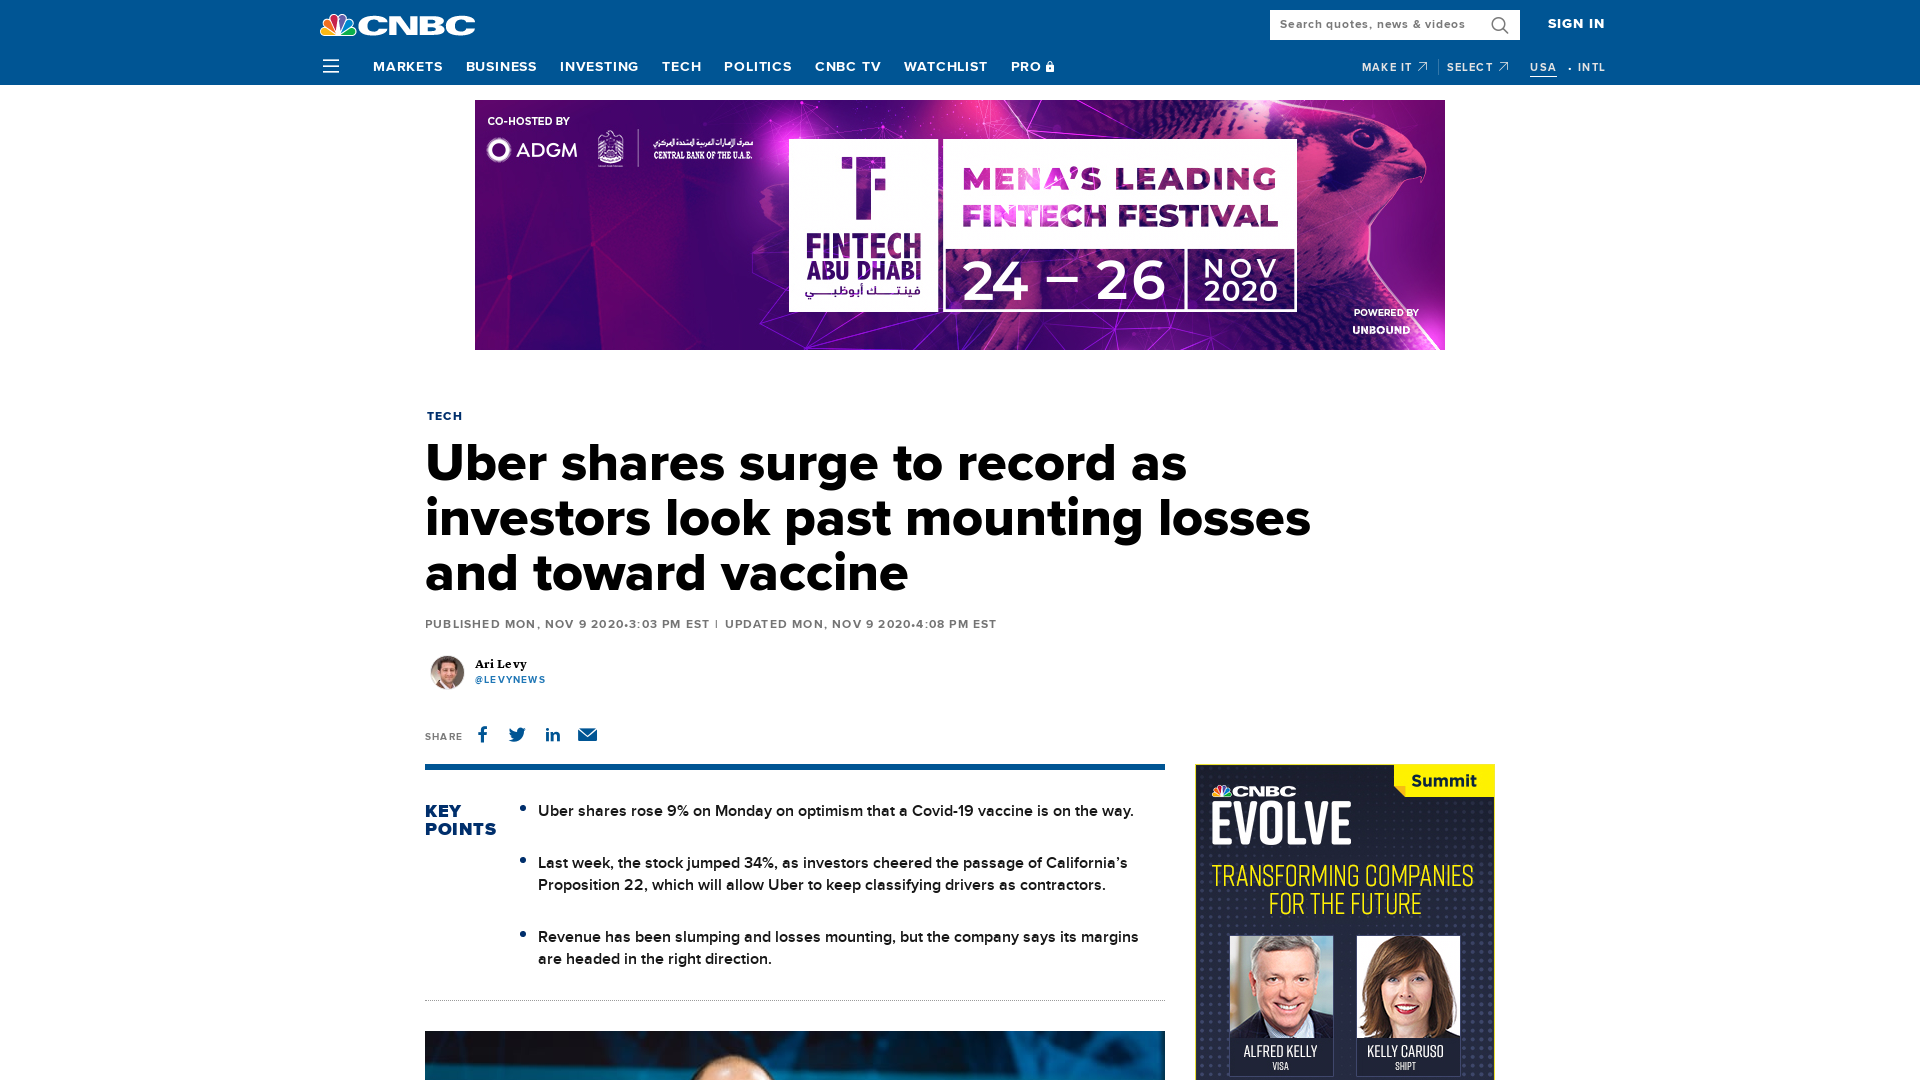 CNBC
Search quotes, news & videos
SIGN IN
MARKETS
BUSINESS
INVESTING
TECH
POLITICS
CNBC TV
WATCHLIST
PRO
MAKE IT
SELECT
USA
• INTL
CO-HOSTED BY
ADGM
مصرف الإمارات العربية المتحدة المركزي
CENTRAL BANK OF THE U.A.E.
FINTECH
ABU DHABI
فينتك أبوظبي
MENA'S LEADING
FINTECH FESTIVAL
24 – 26
NOV
2020
POWERED BY
UNBOUND
TECH
Uber shares surge to record as
investors look past mounting losses
and toward vaccine
PUBLISHED MON, NOV 9 2020•3:03 PM EST | UPDATED MON, NOV 9 2020•4:08 PM EST
Ari Levy
@LEVYNEWS
SHARE
KEY
POINTS
• Uber shares rose 9% on Monday on optimism that a Covid-19 vaccine is on the way.
• Last week, the stock jumped 34%, as investors cheered the passage of California’s
Proposition 22, which will allow Uber to keep classifying drivers as contractors.
• Revenue has been slumping and losses mounting, but the company says its margins
are headed in the right direction.
Summit
CNBC
EVOLVE
TRANSFORMING COMPANIES
FOR THE FUTURE
ALFRED KELLY
VISA
KELLY CARUSO
SHIPT